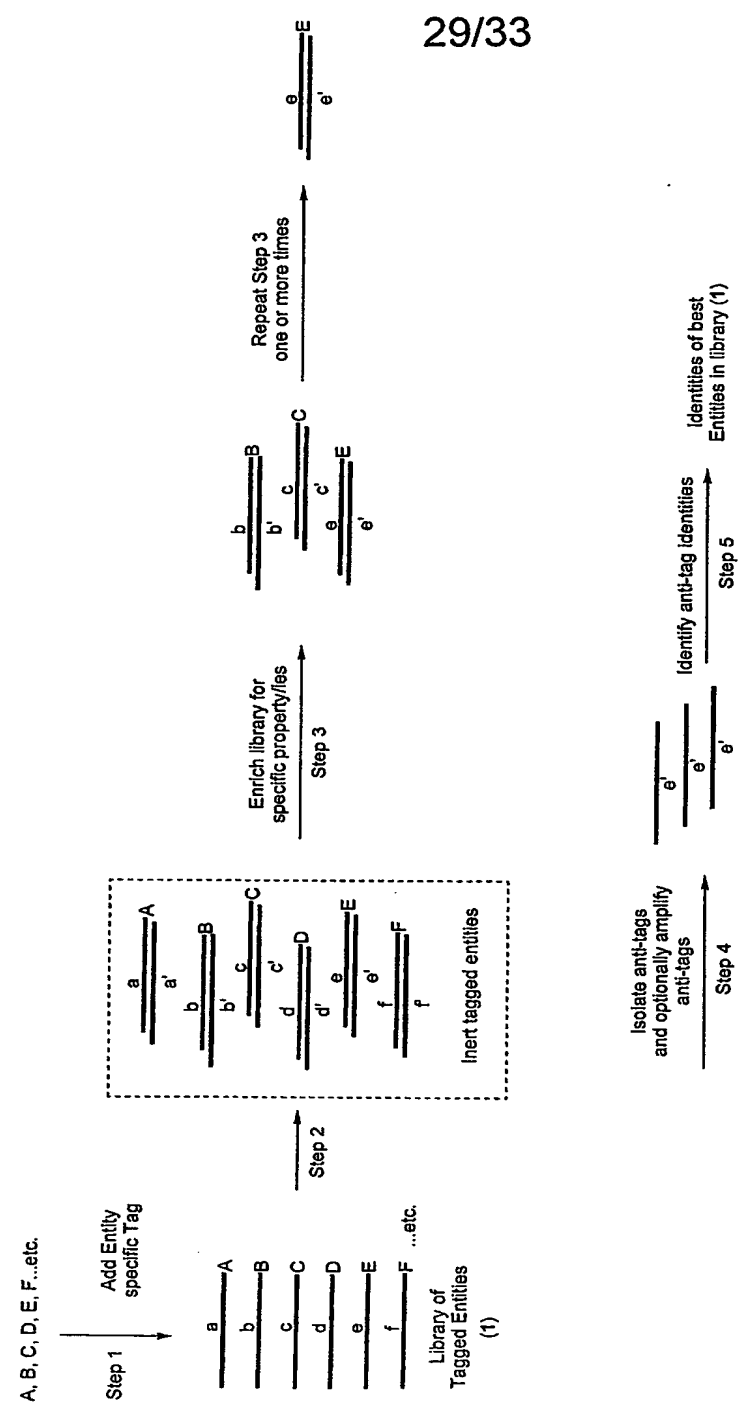 29/33
A, B, C, D, E, F...etc.
Step 1
Add Entity
specific Tag
a
A
b
B
c
C
d
D
e
E
f
F
...etc.
Library of
Tagged Entities
(1)
Step 2
a
A
a'
b
B
b'
c
C
c'
d
D
d'
e
E
e'
f
F
f'
Inert tagged entities
Enrich library for
specific property/ies
Step 3
b
B
b'
c
C
c'
e
E
e'
Repeat Step 3
one or more times
e
E
e'
Isolate anti-tags
and optionally amplify
anti-tags
Step 4
e'
e'
e'
Identify anti-tag identities
Step 5
Identities of best
Entities in library (1)